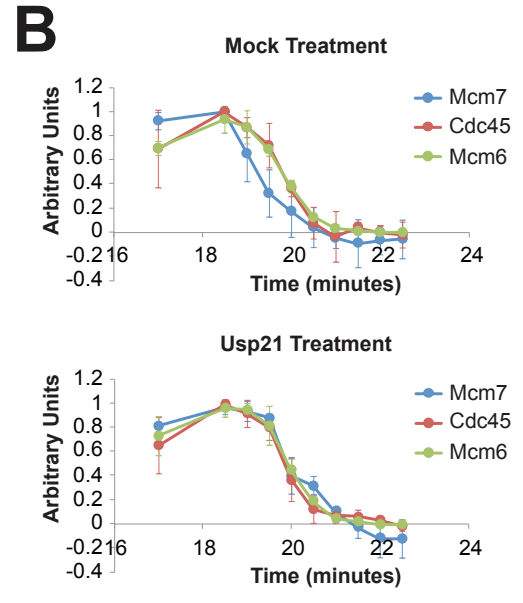 B
Mock Treatment
Arbitrary Units
1.2
1
0.8
0.6
0.4
0.2
0
-0.2
-0.4
16 18 20 22 24
Time (minutes)
Mcm7
Cdc45
Mcm6
Usp21 Treatment
Arbitrary Units
1.2
1
0.8
0.6
0.4
0.2
0
-0.2
-0.4
16 18 20 22 24
Time (minutes)
Mcm7
Cdc45
Mcm6